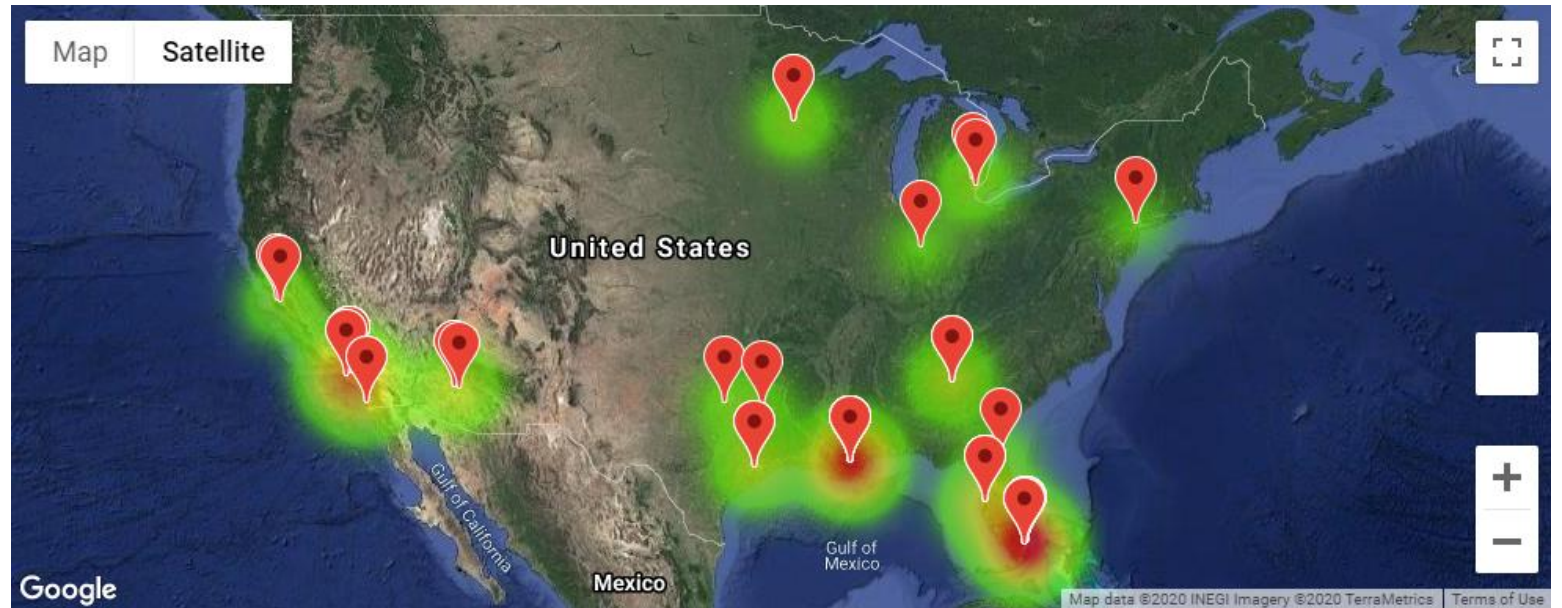 Map
Satellite
United States
Gulf of California
Gulf of
Mexico
Mexico
Google
Map data ©2020 INEGI Imagery ©2020 TerraMetrics
Terms of Use